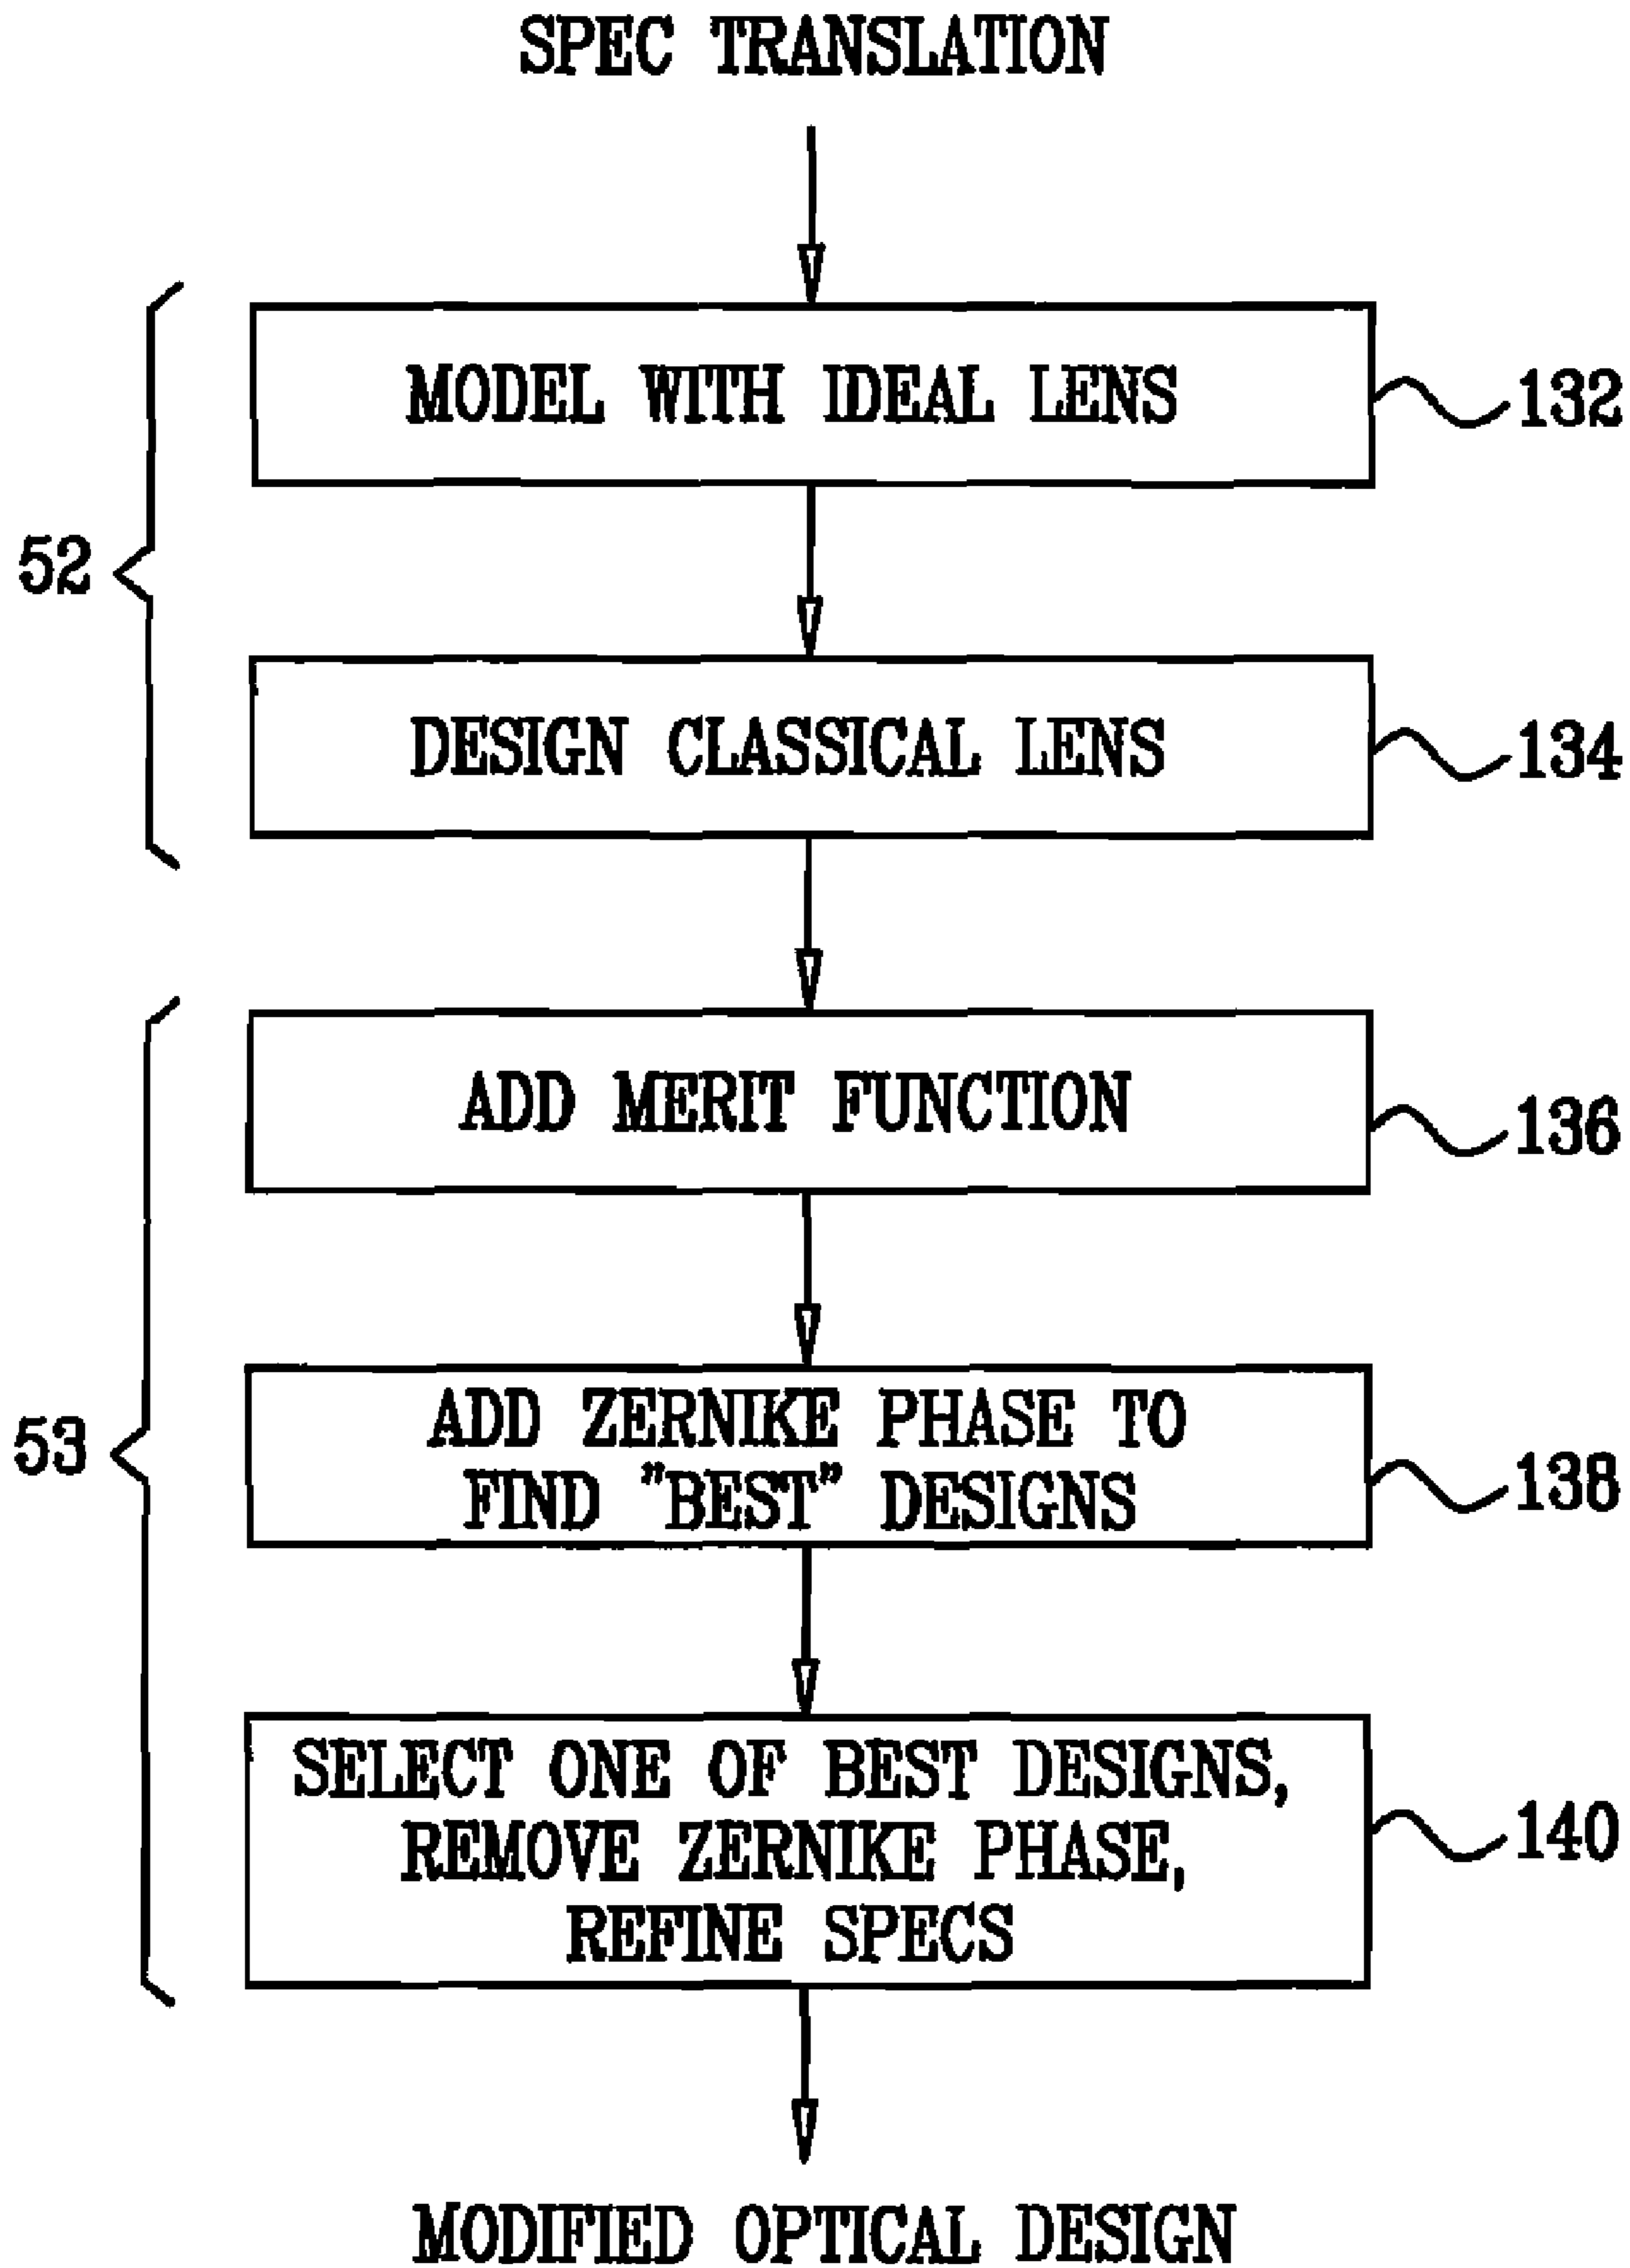 SPEC TRANSLATION
MODEL WITH IDEAL LENS
132
52
DESIGN CLASSICAL LENS
134
ADD MERIT FUNCTION
136
ADD ZERNIKE PHASE TO
FIND "BEST" DESIGNS
138
53
SELECT ONE OF BEST DESIGNS,
REMOVE ZERNIKE PHASE,
REFINE SPECS
140
MODIFIED OPTICAL DESIGN